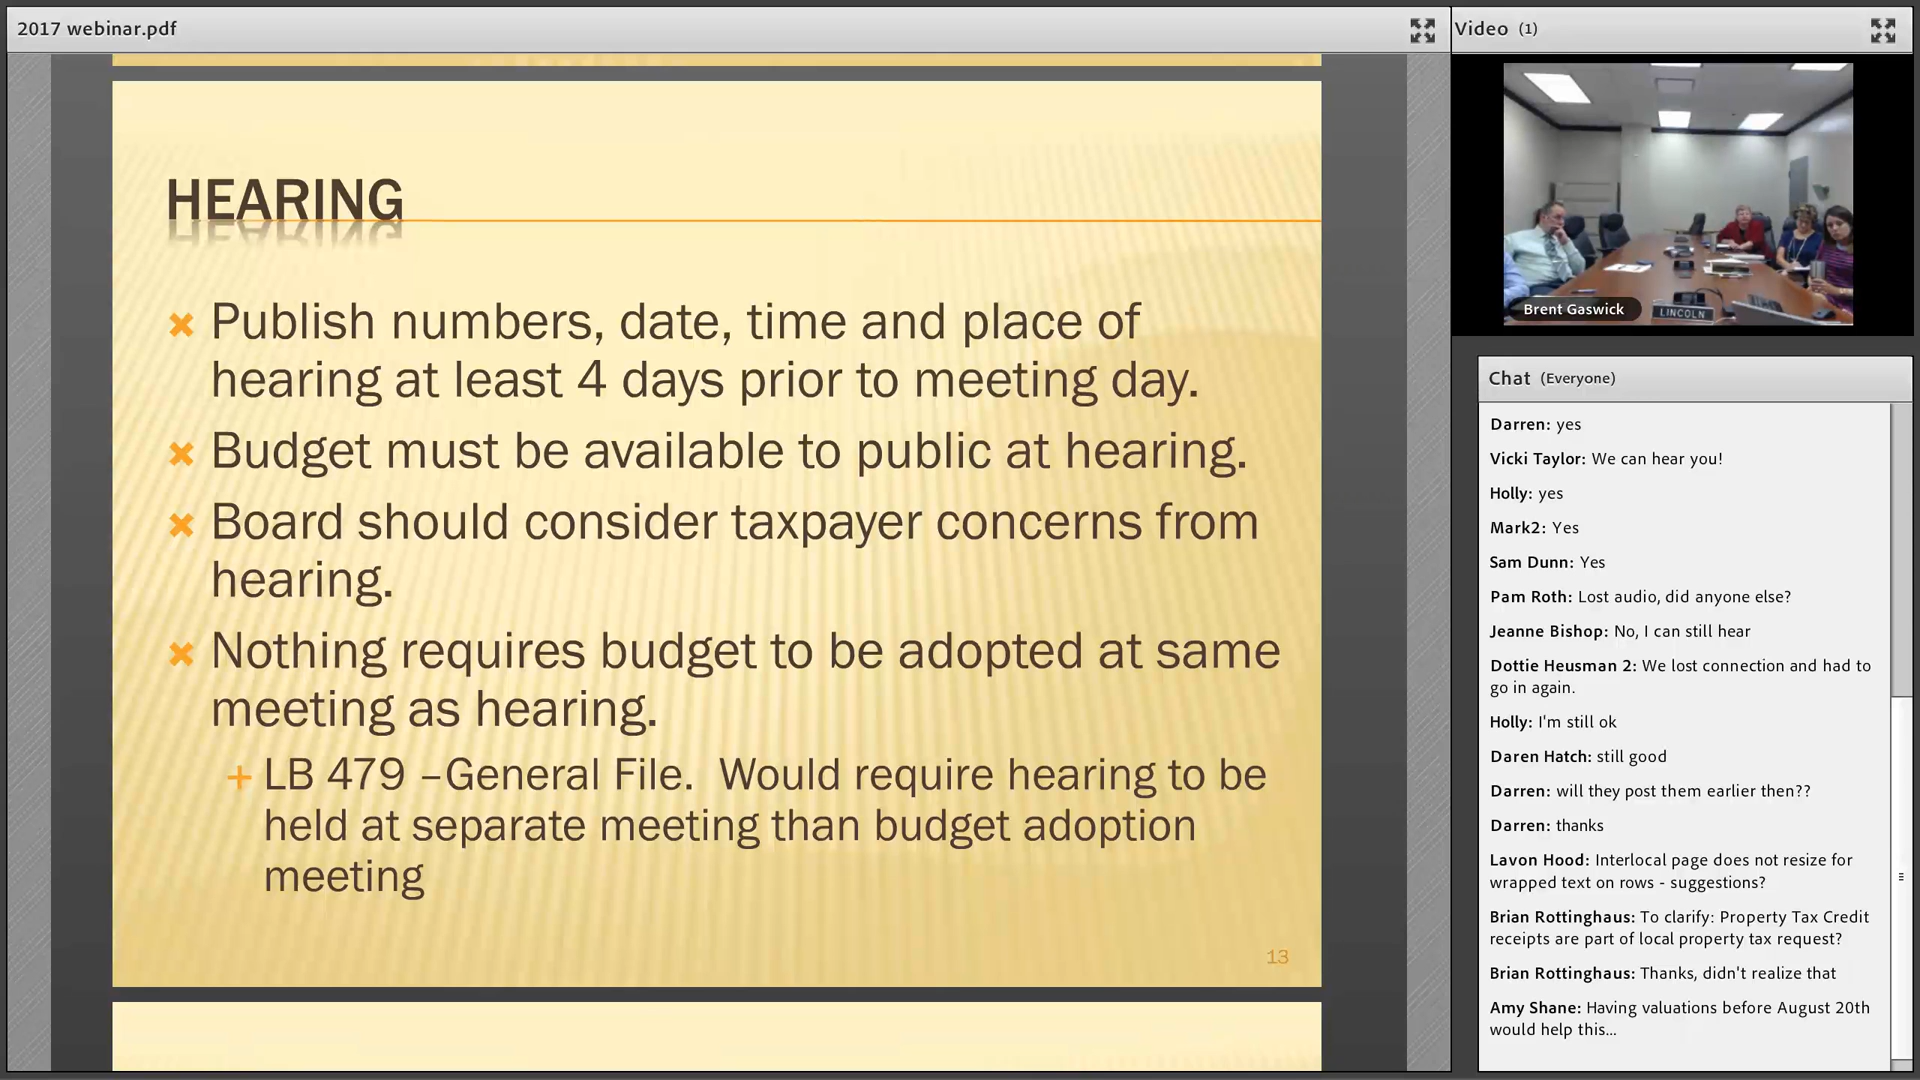 2017 webinar.pdf
HEARING
Publish numbers, date, time and place of
hearing at least 4 days prior to meeting day.
Budget must be available to public at hearing.
Board should consider taxpayer concerns from
hearing.
Nothing requires budget to be adopted at same
meeting as hearing.
LB 479 –General File.  Would require hearing to be
held at separate meeting than budget adoption
meeting
13
Video (1)
Brent Gaswick
LINCOLN
Chat (Everyone)
Darren: yes
Vicki Taylor: We can hear you!
Holly: yes
Mark2: Yes
Sam Dunn: Yes
Pam Roth: Lost audio, did anyone else?
Jeanne Bishop: No, I can still hear
Dottie Heusman 2: We lost connection and had to
go in again.
Holly: I'm still ok
Daren Hatch: still good
Darren: will they post them earlier then??
Darren: thanks
Lavon Hood: Interlocal page does not resize for
wrapped text on rows - suggestions?
Brian Rottinghaus: To clarify: Property Tax Credit
receipts are part of local property tax request?
Brian Rottinghaus: Thanks, didn't realize that
Amy Shane: Having valuations before August 20th
would help this...